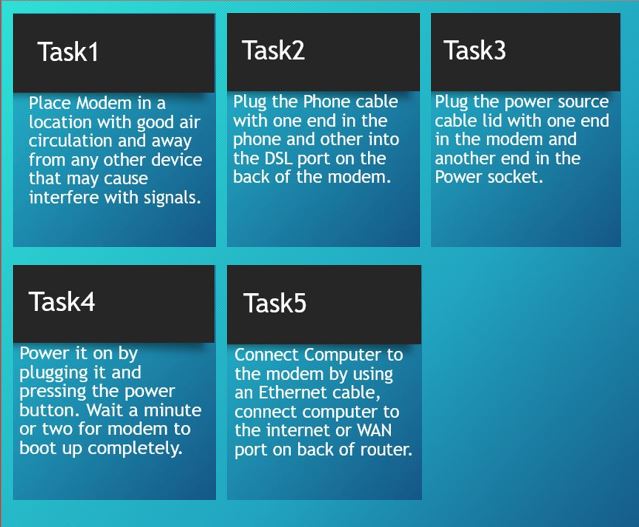 Task1
Place Modem in a
location with good air
circulation and away
from any other device
that may cause
interfere with signals.
Task2
Plug the Phone cable
with one end in the
phone and other into
the DSL port on the
back of the modem.
Task3
Plug the power source
cable lid with one end
in the modem and
another end in the
Power socket.
Task4
Power it on by
plugging it and
pressing the power
button. Wait a minute
or two for modem to
boot up completely.
Task5
Connect Computer to
the modem by using
an Ethernet cable,
connect computer to
the internet or WAN
port on back of router.